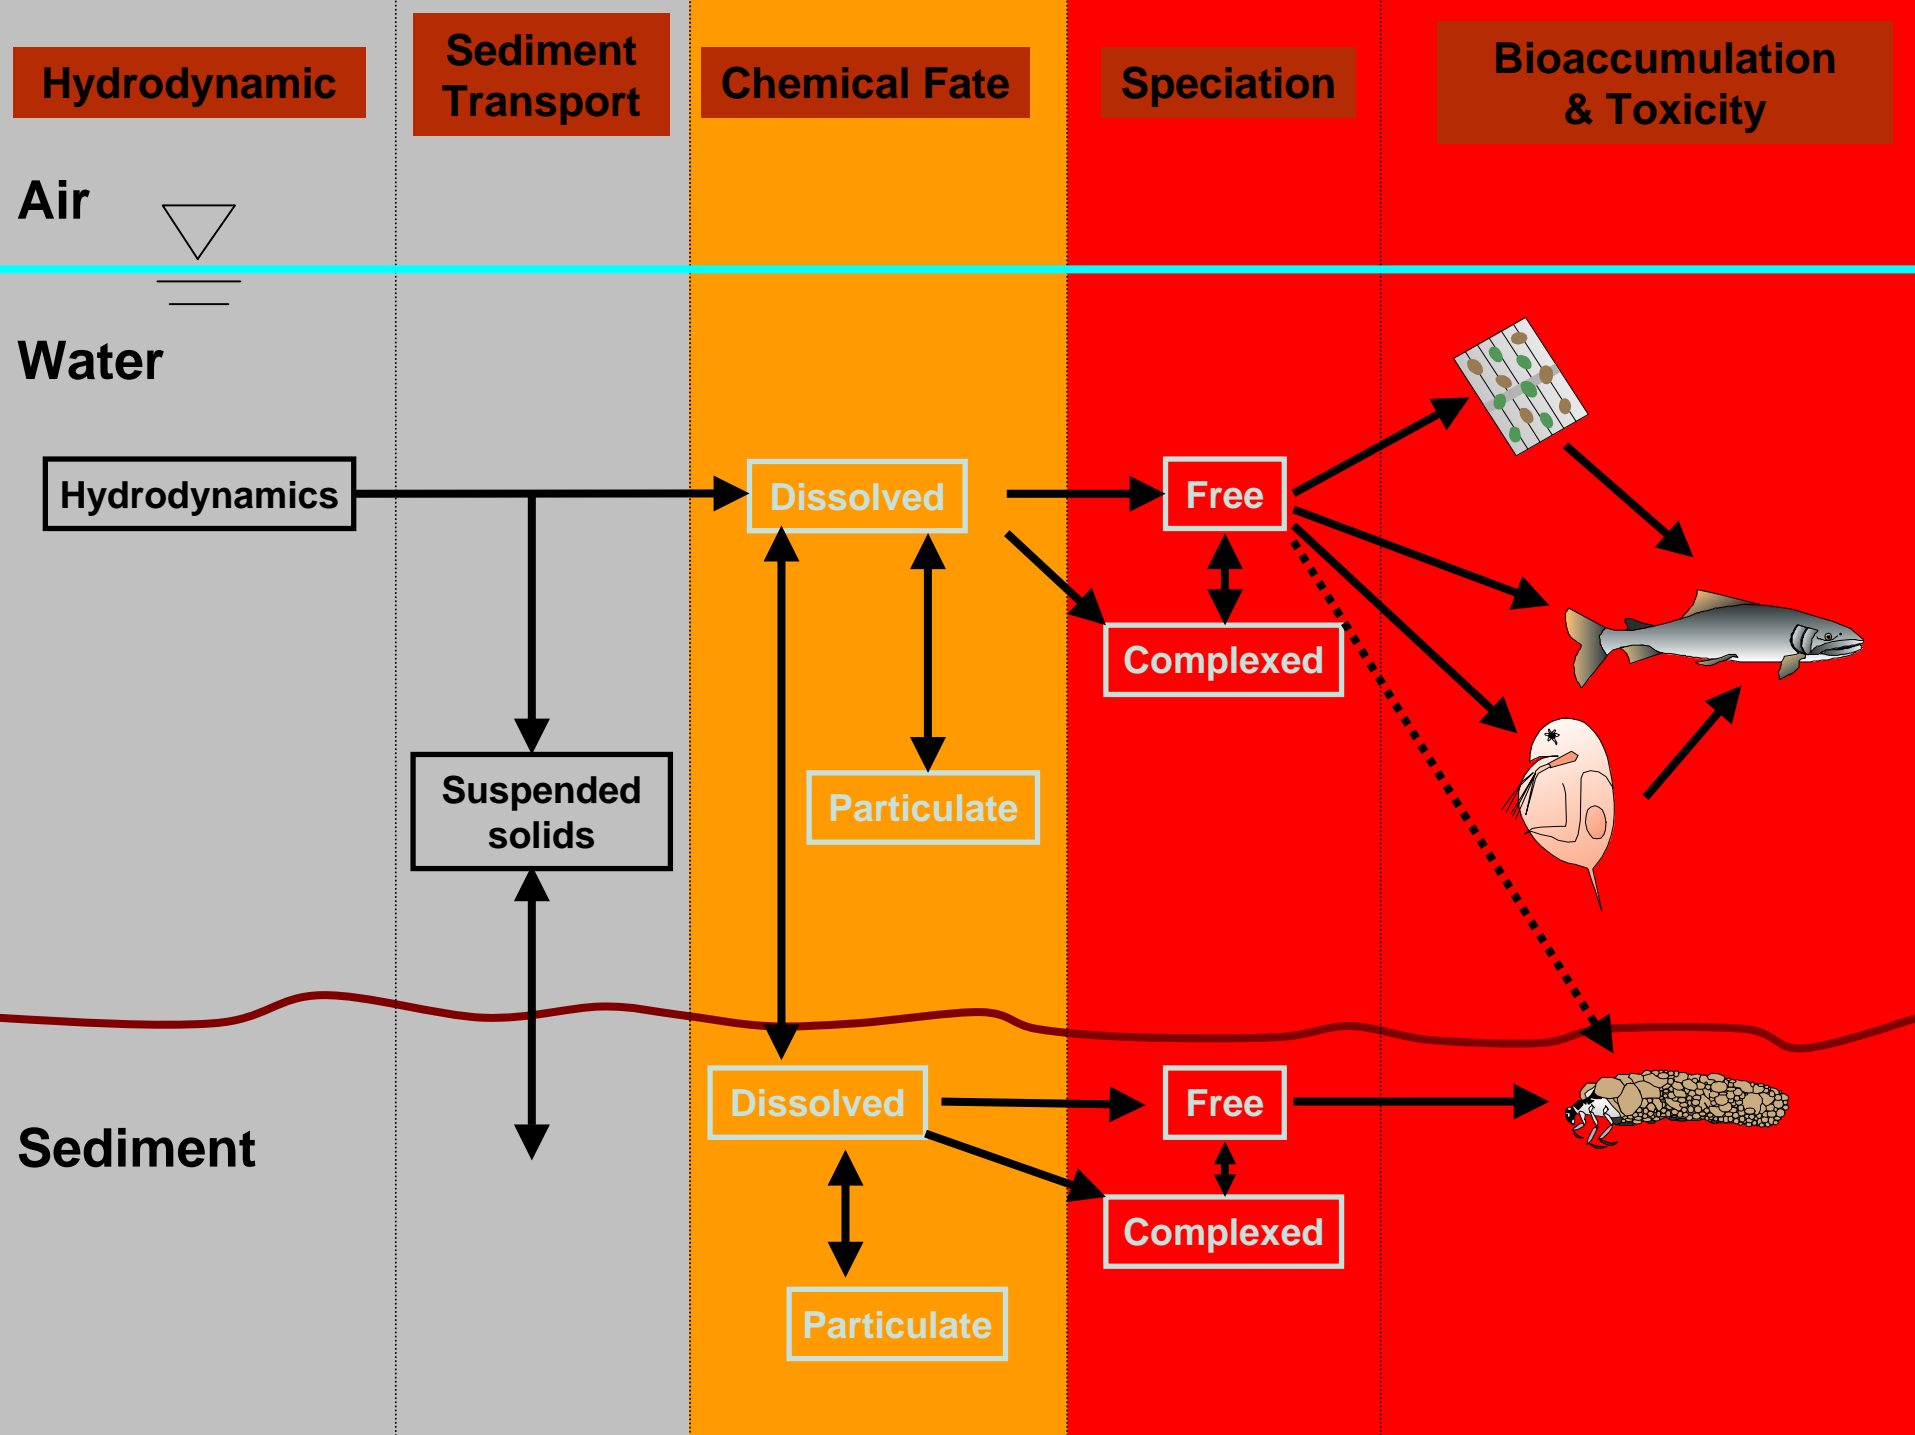 Hydrodynamic
Sediment
Transport
Chemical Fate
Speciation
Bioaccumulation
& Toxicity
Air
Water
Hydrodynamics
Dissolved
Free
Complexed
Suspended
solids
Particulate
Sediment
Dissolved
Free
Complexed
Particulate